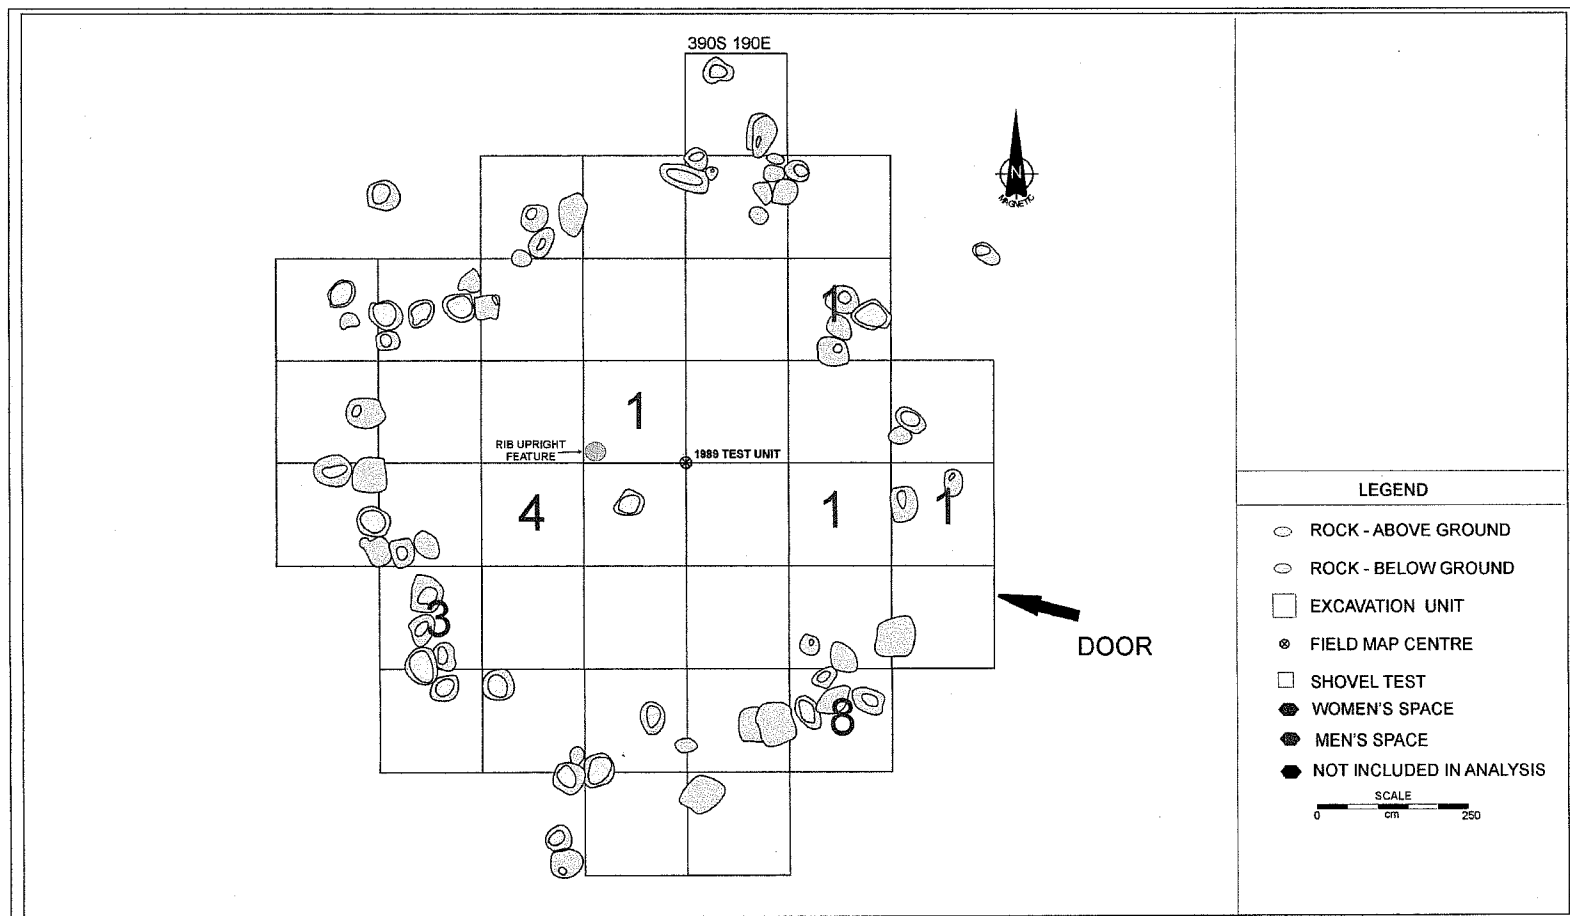 390S 190E
N
MAGNETIC
1
1
RIB UPRIGHT
FEATURE
1989 TEST UNIT
4
1
1
3
DOOR
8
LEGEND
ROCK - ABOVE GROUND
ROCK - BELOW GROUND
EXCAVATION UNIT
FIELD MAP CENTRE
SHOVEL TEST
WOMEN'S SPACE
MEN'S SPACE
NOT INCLUDED IN ANALYSIS
SCALE
0 cm 250